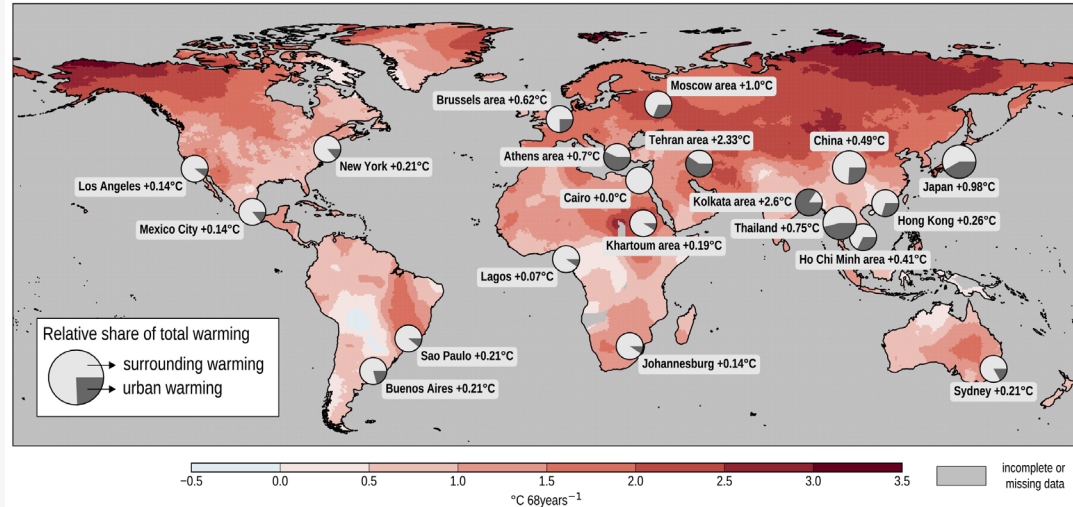 Moscow area +1.0°C
Brussels area +0.62°C
Tehran area +2.33°C
China +0.49°C
Athens area +0.7°C
New York +0.21°C
Los Angeles +0.14°C
Japan +0.98°C
Cairo +0.0°C
Kolkata area +2.6°C
Hong Kong +0.26°C
Mexico City +0.14°C
Thailand +0.75°C
Khartoum area +0.19°C
Ho Chi Minh area +0.41°C
Lagos +0.07°C
Relative share of total warming
surrounding warming
urban warming
Sao Paulo +0.21°C
Johannesburg +0.14°C
Buenos Aires +0.21°C
Sydney +0.21°C
−0.5 0.0 0.5 1.0 1.5 2.0 2.5 3.0 3.5
°C 68years⁻¹
incomplete or
missing data